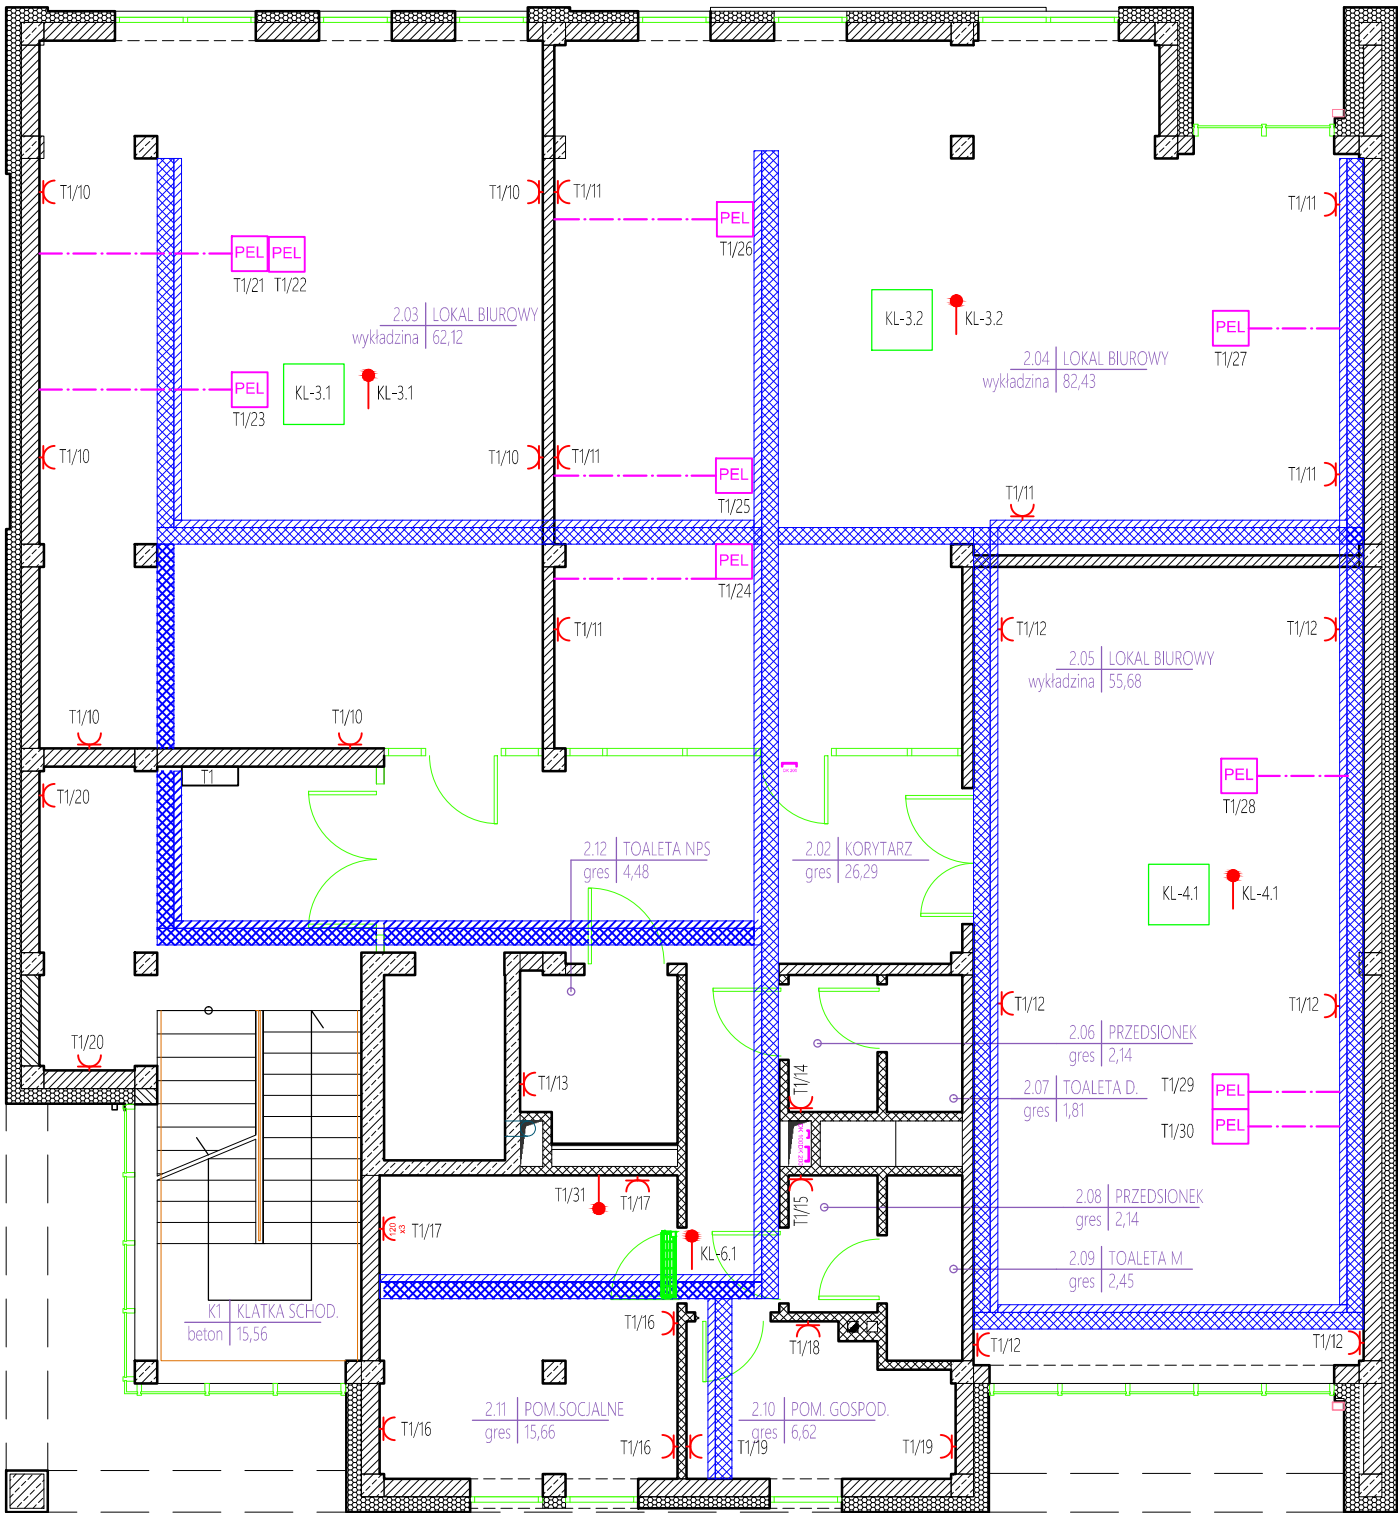 T1/10
T1/10
T1/11
T1/11
PEL
T1/26
PEL
PEL
T1/21
T1/22
2.03 LOKAL BIUROWY
wykładzina 62,12
KL-3.2
KL-3.2
PEL
T1/27
2.04 LOKAL BIUROWY
wykładzina 82,43
PEL
T1/23
KL-3.1
KL-3.1
T1/10
T1/10
T1/11
PEL
T1/25
T1/11
T1/11
PEL
T1/24
T1/11
T1/12
T1/12
2.05 LOKAL BIUROWY
wykładzina 55,68
T1/10
T1/10
T1
T1/20
PEL
T1/28
2.12 TOALETA NPS
gres 4,48
2.02 KORYTARZ
26,29
gres
KL-4.1
KL-4.1
T1/12
T1/12
T1/20
2.06 PRZEDSIONEK
gres 2,14
T1/13
T1/14
2.07 TOALETA D.
gres 1,81
T1/29
PEL
T1/30
PEL
T1/31
T1/17
T1/15
2.08 PRZEDSIONEK
gres 2,14
120
x3
T1/17
KL-6.1
2.09 TOALETA M
gres 2,45
K1 KLATKA SCHOD.
beton 15,56
T1/16
T1/18
T1/12
T1/12
2.11 POM.SOCJALNE
gres 15,66
2.10 POM. GOSPOD.
gres 6,62
T1/16
T1/16
T1/19
T1/19